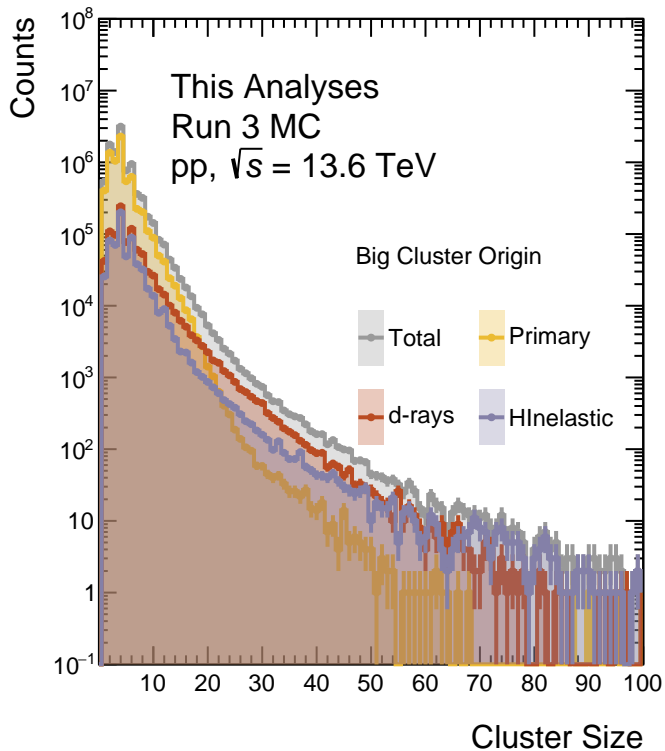 Counts
10⁸
10⁷
10⁶
10⁵
10⁴
10³
10²
10
1
10⁻¹
This Analyses
Run 3 MC
pp, √s = 13.6 TeV
Big Cluster Origin
Total
Primary
d-rays
HInelastic
10 20 30 40 50 60 70 80 90 100
Cluster Size